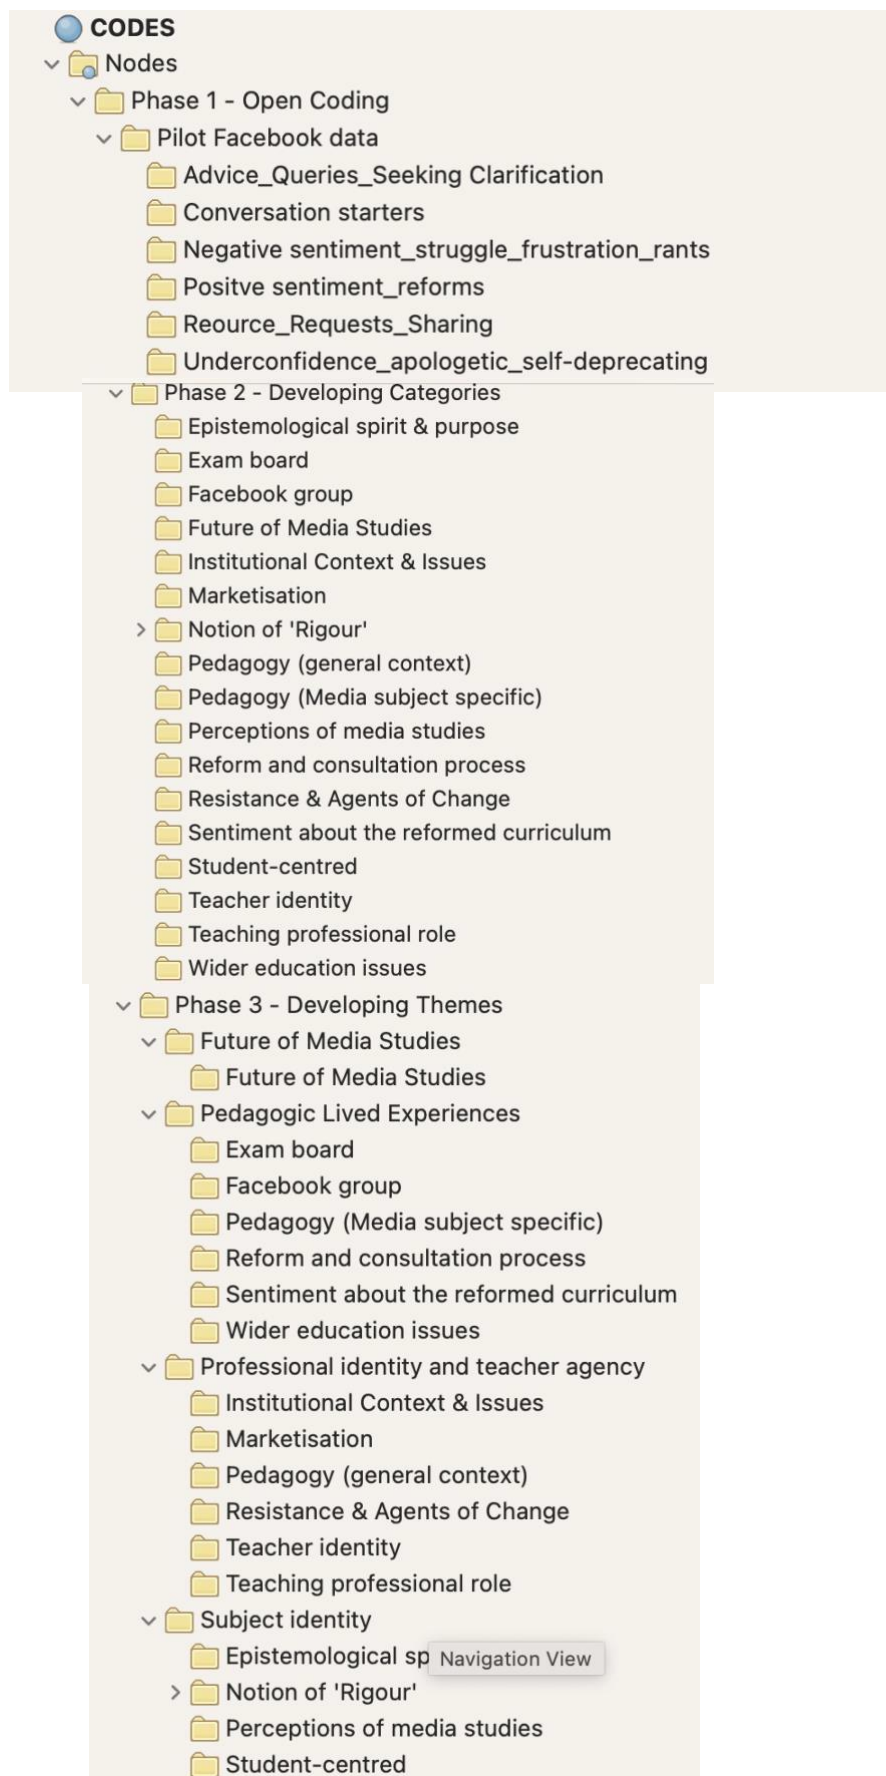 CODES
Nodes
Phase 1 - Open Coding
Pilot Facebook data
Advice_Queries_Seeking Clarification
Conversation starters
Negative sentiment_struggle_frustration_rants
Positve sentiment_reforms
Reource_Requests_Sharing
Underconfidence_apologetic_self-deprecating
Phase 2 - Developing Categories
Epistemological spirit & purpose
Exam board
Facebook group
Future of Media Studies
Institutional Context & Issues
Marketisation
Notion of 'Rigour'
Pedagogy (general context)
Pedagogy (Media subject specific)
Perceptions of media studies
Reform and consultation process
Resistance & Agents of Change
Sentiment about the reformed curriculum
Student-centred
Teacher identity
Teaching professional role
Wider education issues
Phase 3 - Developing Themes
Future of Media Studies
Future of Media Studies
Pedagogic Lived Experiences
Exam board
Facebook group
Pedagogy (Media subject specific)
Reform and consultation process
Sentiment about the reformed curriculum
Wider education issues
Professional identity and teacher agency
Institutional Context & Issues
Marketisation
Pedagogy (general context)
Resistance & Agents of Change
Teacher identity
Teaching professional role
Subject identity
Epistemological sp Navigation View
Notion of 'Rigour'
Perceptions of media studies
Student-centred